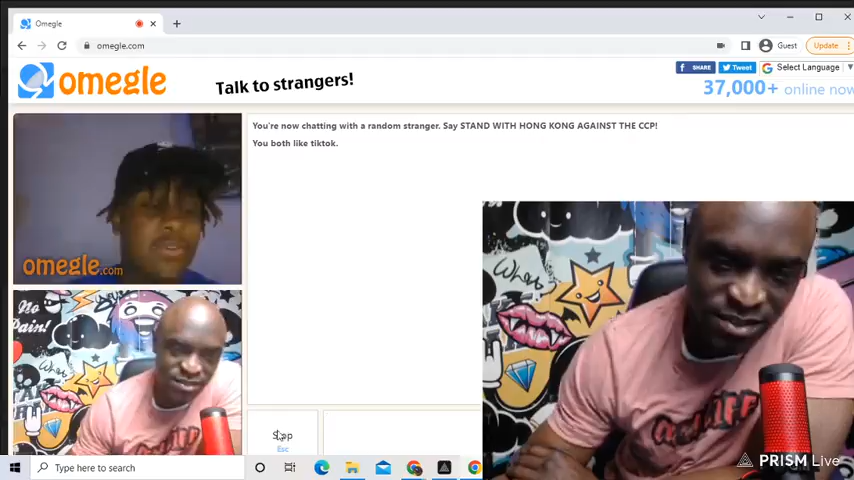 Omegle
omegle.com
Guest
Update
omegle
Talk to strangers!
SHARE
Tweet
Select Language
37,000+ online now
You're now chatting with a random stranger. Say STAND WITH HONG KONG AGAINST THE CCP!
You both like tiktok.
omegle.com
No
Pain!
Whoa
Stop
Esc
PRISM Live
Type here to search